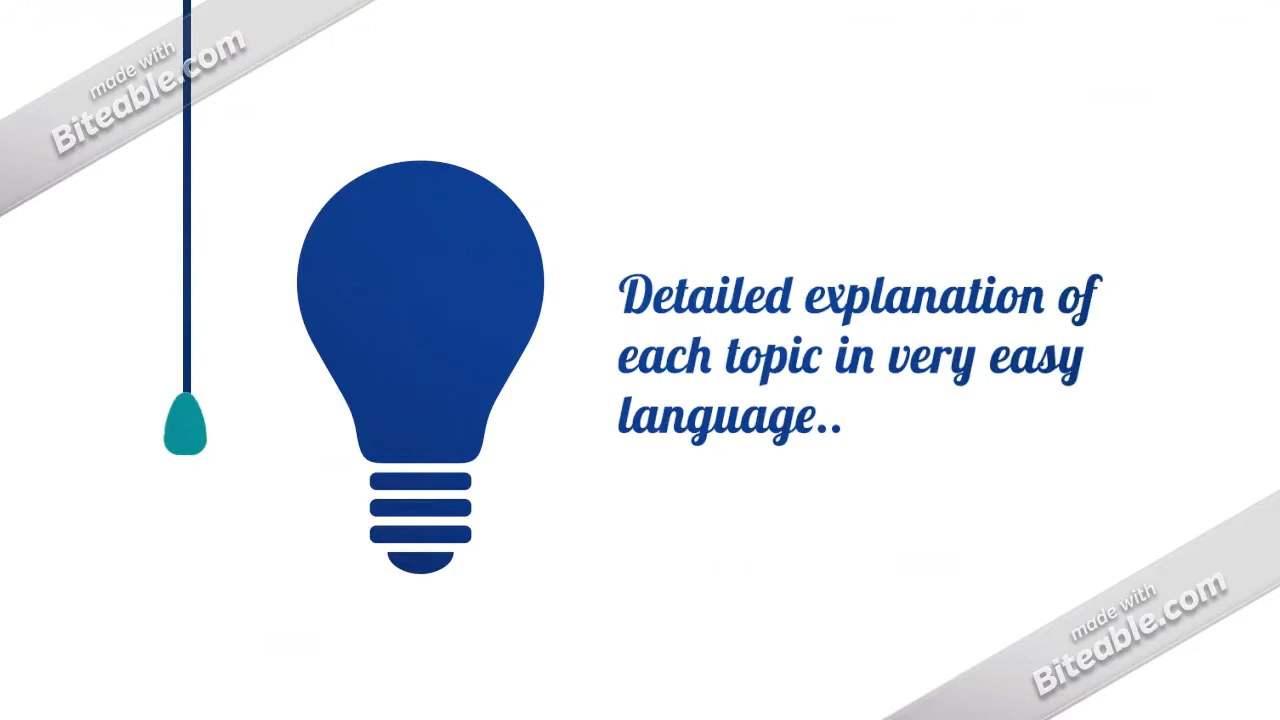 made with
Biteable.com
Detailed explanation of
each topic in very easy
language..
made with
Biteable.com